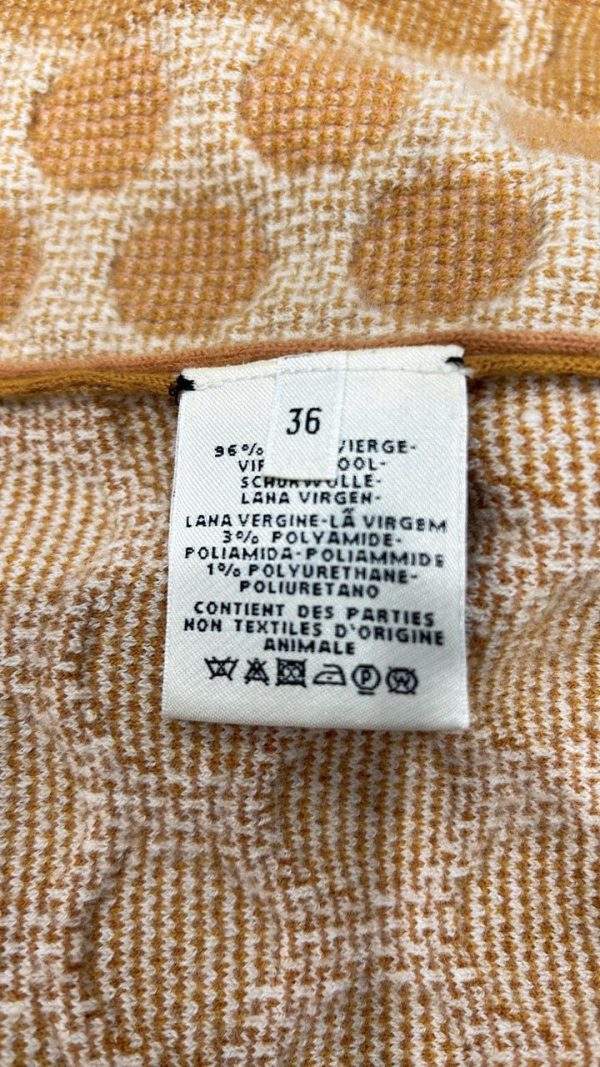 36
96% VIERGE-
VIR OOL-
SCHURWOLLE-
LANA VIRGEN-
LANA VERGINE-LÃ VIRGEM
3% POLYAMIDE-
POLIAMIDA-POLIAMMIDE
1% POLYURETHANE-
POLIURETANO
CONTIENT DES PARTIES
NON TEXTILES D'ORIGINE
ANIMALE
P W